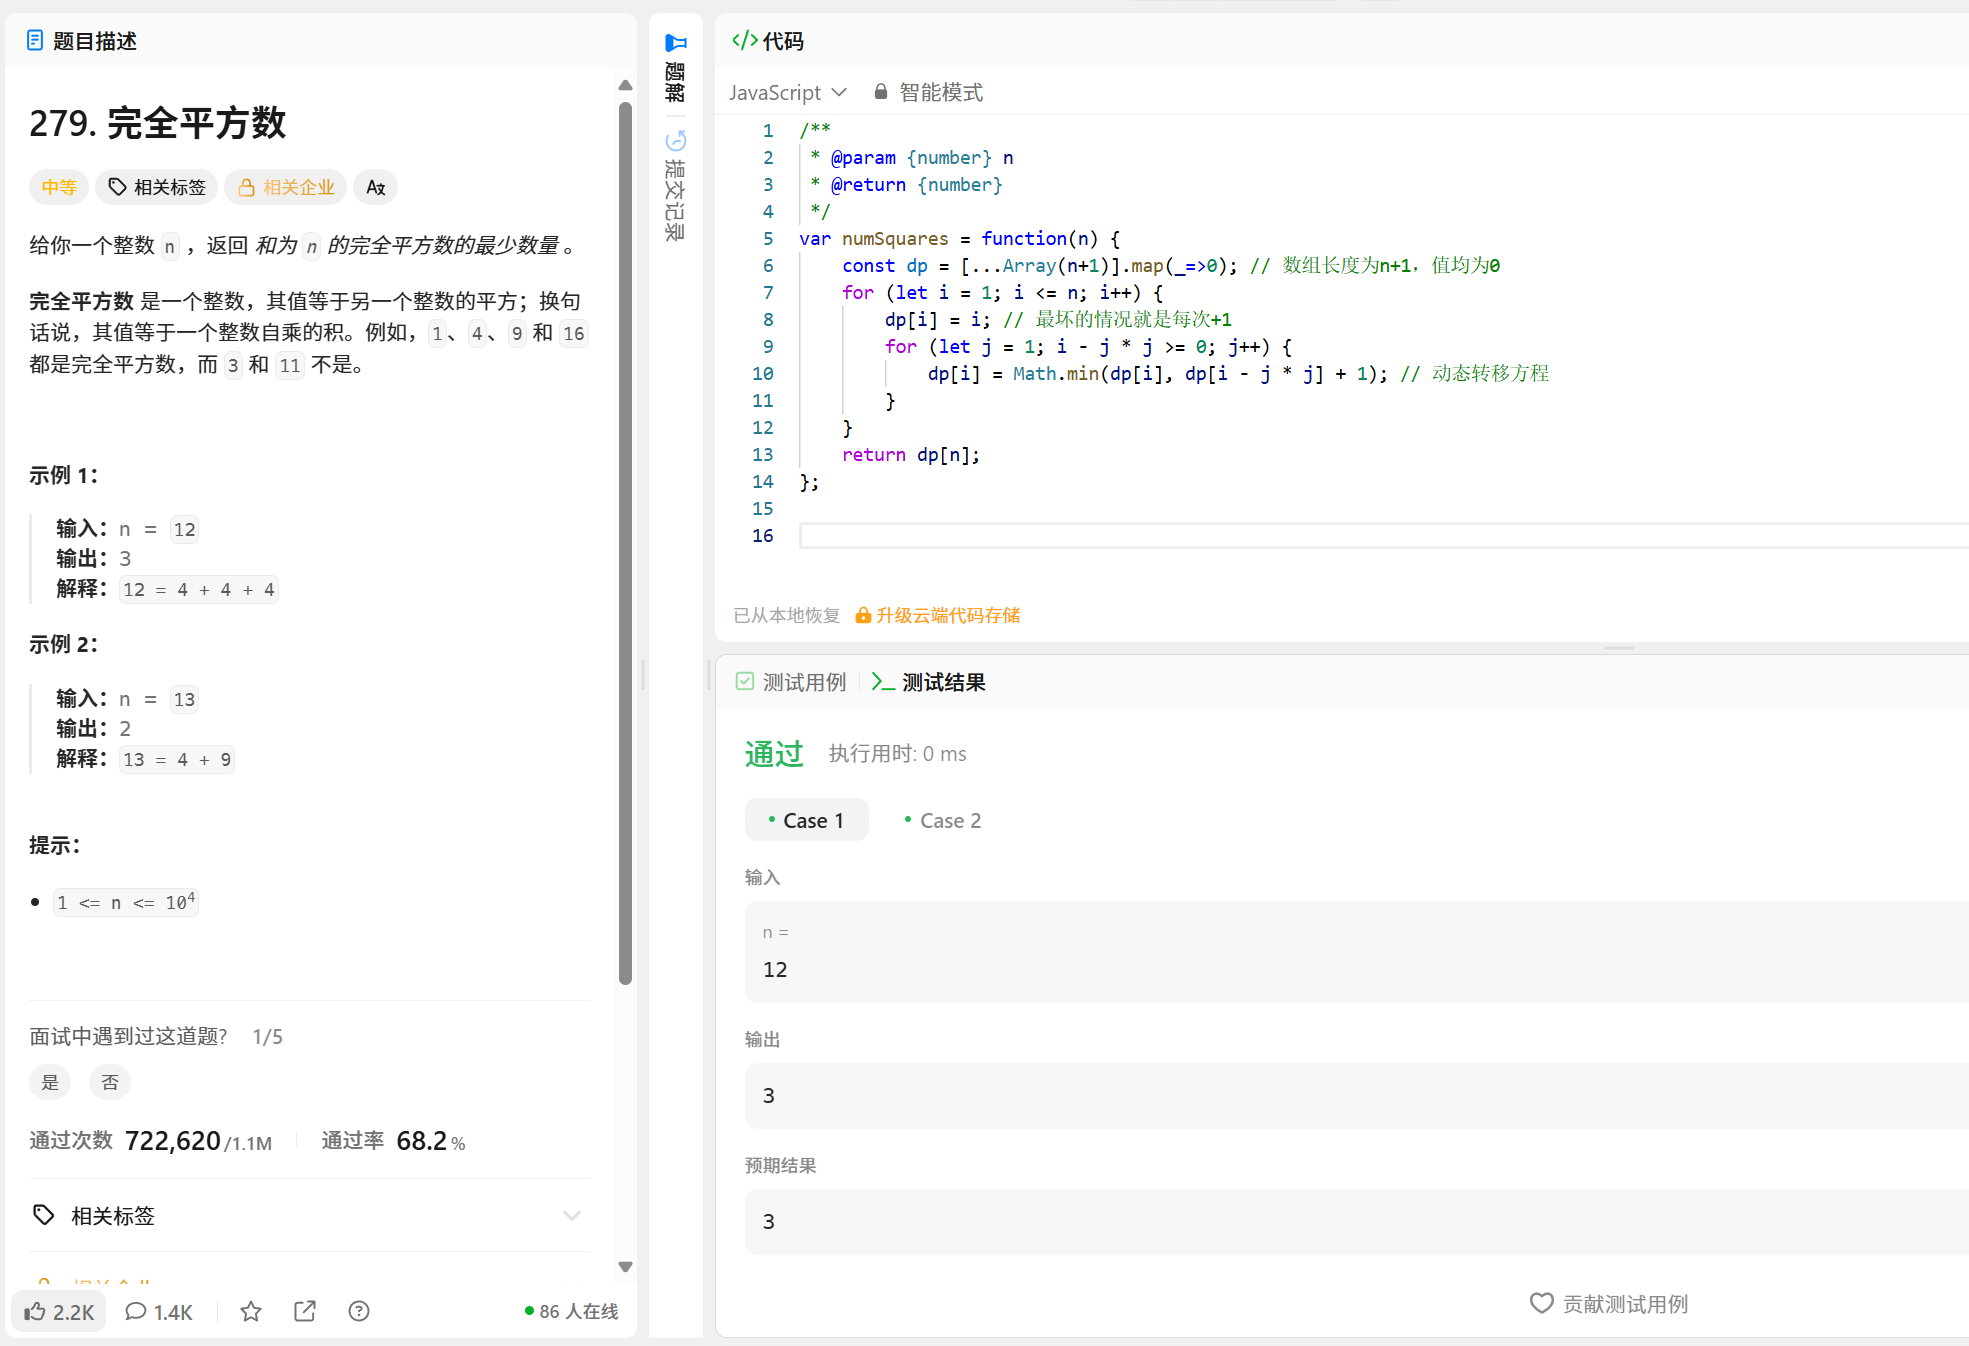 题目描述
279. 完全平方数
中等 相关标签 相关企业 Aa
给你一个整数 n ，返回 和为 n 的完全平方数的最少数量 。
完全平方数 是一个整数，其值等于另一个整数的平方；换句
话说，其值等于一个整数自乘的积。例如，1、4、9 和 16
都是完全平方数，而 3 和 11 不是。
示例 1：
输入：n = 12
输出：3
解释：12 = 4 + 4 + 4
示例 2：
输入：n = 13
输出：2
解释：13 = 4 + 9
提示：
1 <= n <= 10⁴
面试中遇到过这道题? 1/5
是 否
通过次数 722,620/1.1M 通过率 68.2%
相关标签
2.2K 1.4K 86 人在线
题解
提交记录
</> 代码
JavaScript 智能模式
1 /**
2  * @param {number} n
3  * @return {number}
4  */
5 var numSquares = function(n) {
6     const dp = [...Array(n+1)].map(_=>0); // 数组长度为n+1，值均为0
7     for (let i = 1; i <= n; i++) {
8         dp[i] = i; // 最坏的情况就是每次+1
9         for (let j = 1; i - j * j >= 0; j++) {
10             dp[i] = Math.min(dp[i], dp[i - j * j] + 1); // 动态转移方程
11         }
12     }
13     return dp[n];
14 };
15
16
已从本地恢复 升级云端代码存储
测试用例 测试结果
通过 执行用时: 0 ms
Case 1 Case 2
输入
n =
12
输出
3
预期结果
3
贡献测试用例